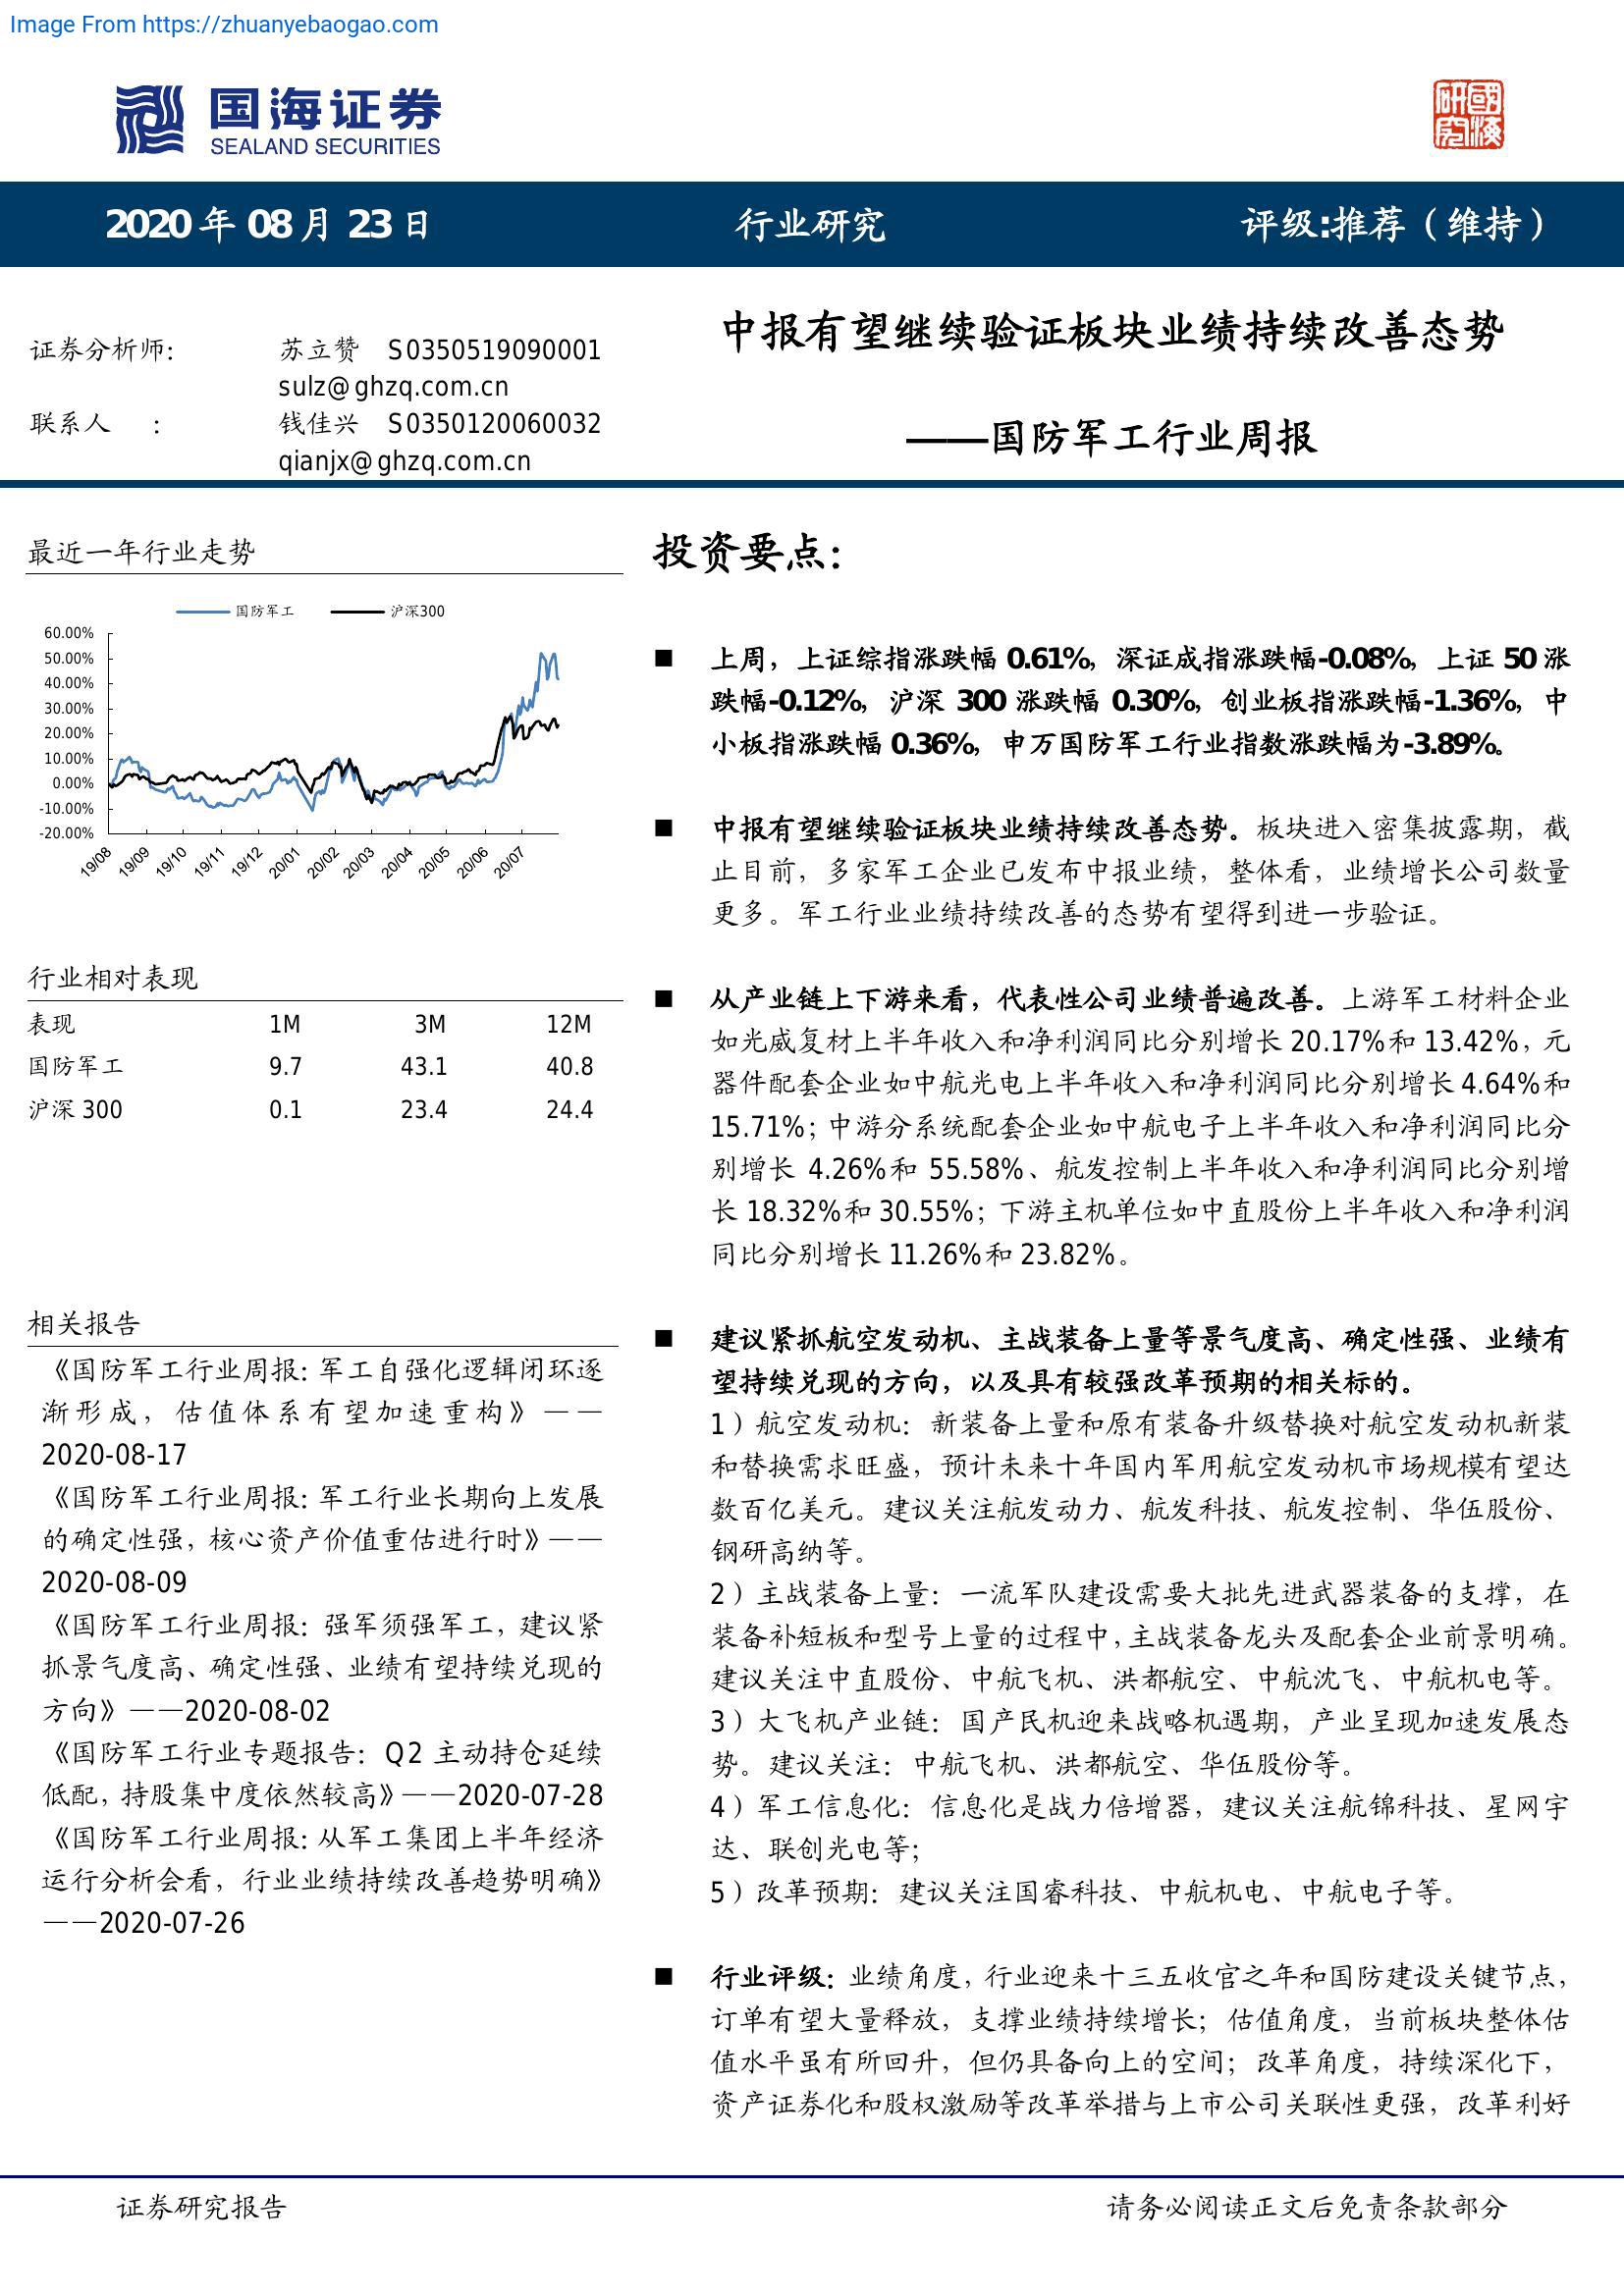 Image From https://zhuanyebaogao.com
国海证券
SEALAND SECURITIES
研究
國海
2020 年 08 月 23 日
行业研究
评级:推荐（维持）
证券分析师： 苏立赞 S0350519090001
sulz@ghzq.com.cn
联系人 ： 钱佳兴 S0350120060032
qianjx@ghzq.com.cn
中报有望继续验证板块业绩持续改善态势
——国防军工行业周报
最近一年行业走势
国防军工 沪深300
60.00%
50.00%
40.00%
30.00%
20.00%
10.00%
0.00%
-10.00%
-20.00%
19/08 19/09 19/10 19/11 19/12 20/01 20/02 20/03 20/04 20/05 20/06 20/07
行业相对表现
表现 1M 3M 12M
国防军工 9.7 43.1 40.8
沪深 300 0.1 23.4 24.4
相关报告
《国防军工行业周报：军工自强化逻辑闭环逐
渐形成，估值体系有望加速重构》——
2020-08-17
《国防军工行业周报：军工行业长期向上发展
的确定性强，核心资产价值重估进行时》——
2020-08-09
《国防军工行业周报：强军须强军工，建议紧
抓景气度高、确定性强、业绩有望持续兑现的
方向》——2020-08-02
《国防军工行业专题报告：Q2 主动持仓延续
低配，持股集中度依然较高》——2020-07-28
《国防军工行业周报：从军工集团上半年经济
运行分析会看，行业业绩持续改善趋势明确》
——2020-07-26
投资要点：
■ 上周，上证综指涨跌幅 0.61%，深证成指涨跌幅-0.08%，上证 50 涨
跌幅-0.12%，沪深 300 涨跌幅 0.30%，创业板指涨跌幅-1.36%，中
小板指涨跌幅 0.36%，申万国防军工行业指数涨跌幅为-3.89%。
■ 中报有望继续验证板块业绩持续改善态势。板块进入密集披露期，截
止目前，多家军工企业已发布中报业绩，整体看，业绩增长公司数量
更多。军工行业业绩持续改善的态势有望得到进一步验证。
■ 从产业链上下游来看，代表性公司业绩普遍改善。上游军工材料企业
如光威复材上半年收入和净利润同比分别增长 20.17%和 13.42%，元
器件配套企业如中航光电上半年收入和净利润同比分别增长 4.64%和
15.71%；中游分系统配套企业如中航电子上半年收入和净利润同比分
别增长 4.26%和 55.58%、航发控制上半年收入和净利润同比分别增
长 18.32%和 30.55%；下游主机单位如中直股份上半年收入和净利润
同比分别增长 11.26%和 23.82%。
■ 建议紧抓航空发动机、主战装备上量等景气度高、确定性强、业绩有
望持续兑现的方向，以及具有较强改革预期的相关标的。
1）航空发动机：新装备上量和原有装备升级替换对航空发动机新装
和替换需求旺盛，预计未来十年国内军用航空发动机市场规模有望达
数百亿美元。建议关注航发动力、航发科技、航发控制、华伍股份、
钢研高纳等。
2）主战装备上量：一流军队建设需要大批先进武器装备的支撑，在
装备补短板和型号上量的过程中，主战装备龙头及配套企业前景明确。
建议关注中直股份、中航飞机、洪都航空、中航沈飞、中航机电等。
3）大飞机产业链：国产民机迎来战略机遇期，产业呈现加速发展态
势。建议关注：中航飞机、洪都航空、华伍股份等。
4）军工信息化：信息化是战力倍增器，建议关注航锦科技、星网宇
达、联创光电等；
5）改革预期：建议关注国睿科技、中航机电、中航电子等。
■ 行业评级：业绩角度，行业迎来十三五收官之年和国防建设关键节点，
订单有望大量释放，支撑业绩持续增长；估值角度，当前板块整体估
值水平虽有所回升，但仍具备向上的空间；改革角度，持续深化下，
资产证券化和股权激励等改革举措与上市公司关联性更强，改革利好
证券研究报告
请务必阅读正文后免责条款部分